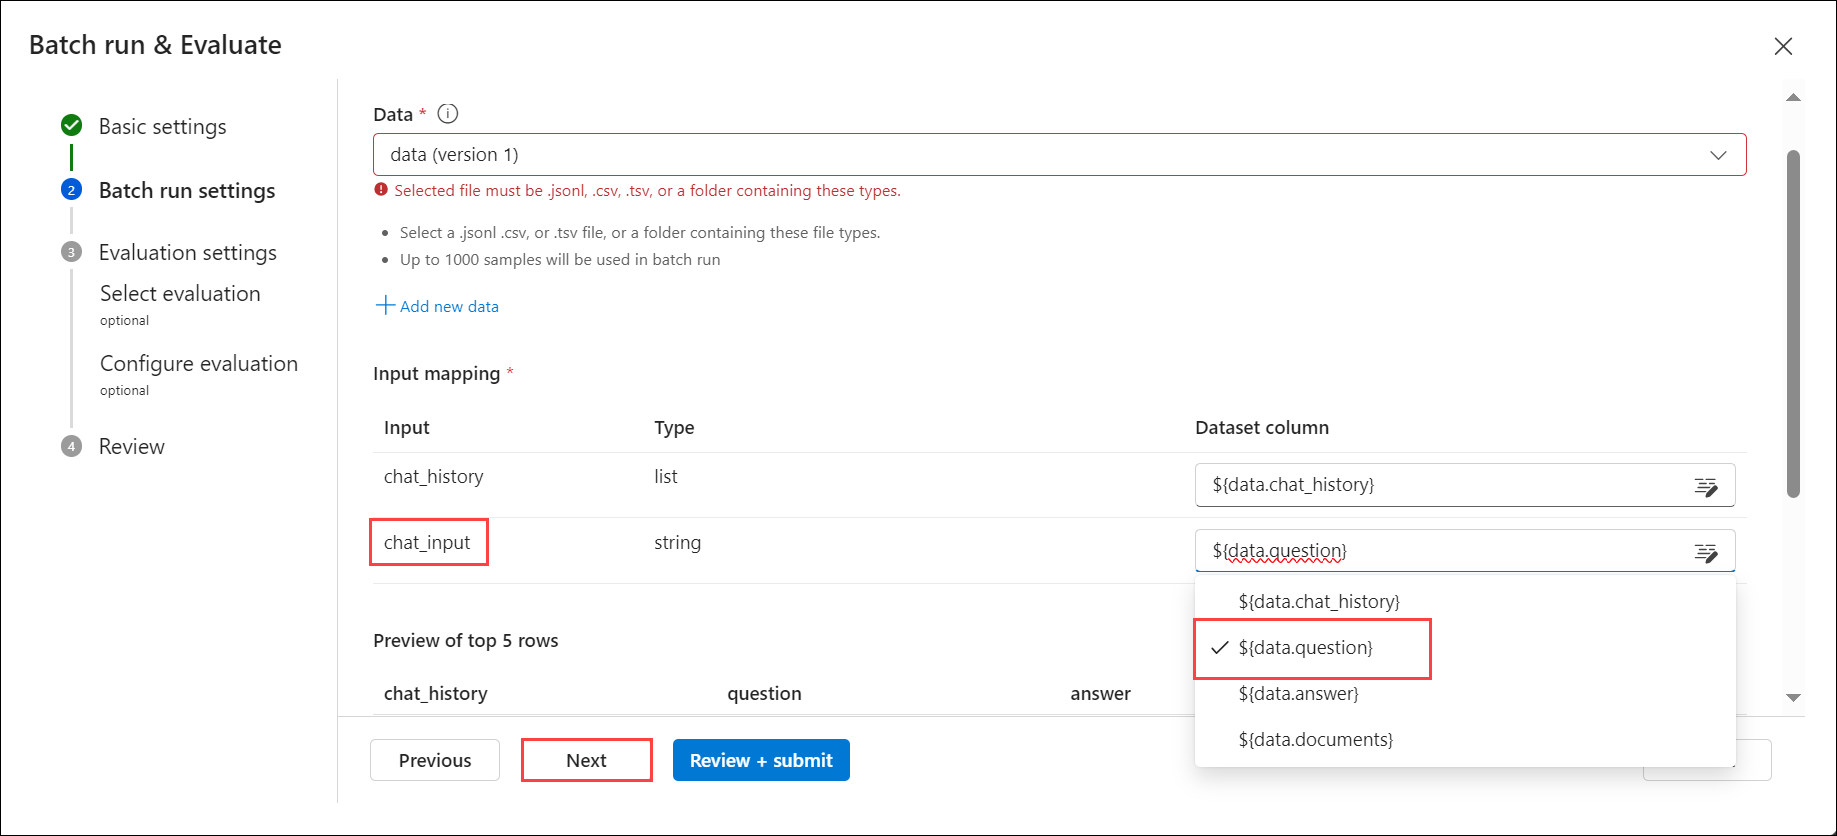 Batch run & Evaluate
Basic settings
2 Batch run settings
3 Evaluation settings
Select evaluation
optional
Configure evaluation
optional
4 Review
Data *
data (version 1)
Selected file must be .jsonl, .csv, .tsv, or a folder containing these types.
Select a .jsonl .csv, or .tsv file, or a folder containing these file types.
Up to 1000 samples will be used in batch run
Add new data
Input mapping *
Input Type Dataset column
chat_history list ${data.chat_history}
chat_input string ${data.question}
${data.chat_history}
${data.question}
${data.answer}
${data.documents}
Preview of top 5 rows
chat_history question answer
Previous Next Review + submit